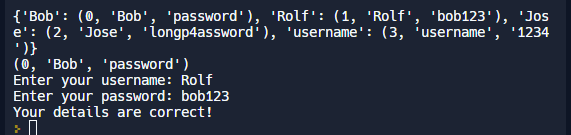 {'Bob': (0, 'Bob', 'password'), 'Rolf': (1, 'Rolf', 'bob123'), 'Jos
e': (2, 'Jose', 'longp4assword'), 'username': (3, 'username', '1234
')}
(0, 'Bob', 'password')
Enter your username: Rolf
Enter your password: bob123
Your details are correct!